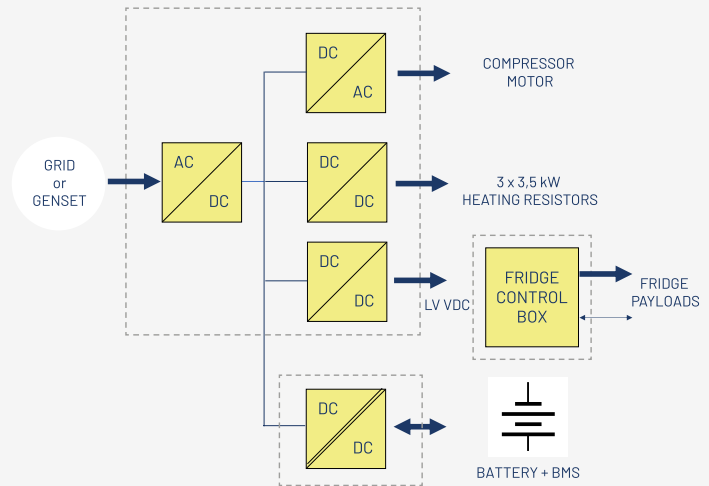 DC
AC
COMPRESSOR
MOTOR
GRID
or
GENSET
AC
DC
DC
DC
3 x 3,5 kW
HEATING RESISTORS
DC
DC
LV VDC
FRIDGE
CONTROL
BOX
FRIDGE
PAYLOADS
DC
DC
BATTERY + BMS